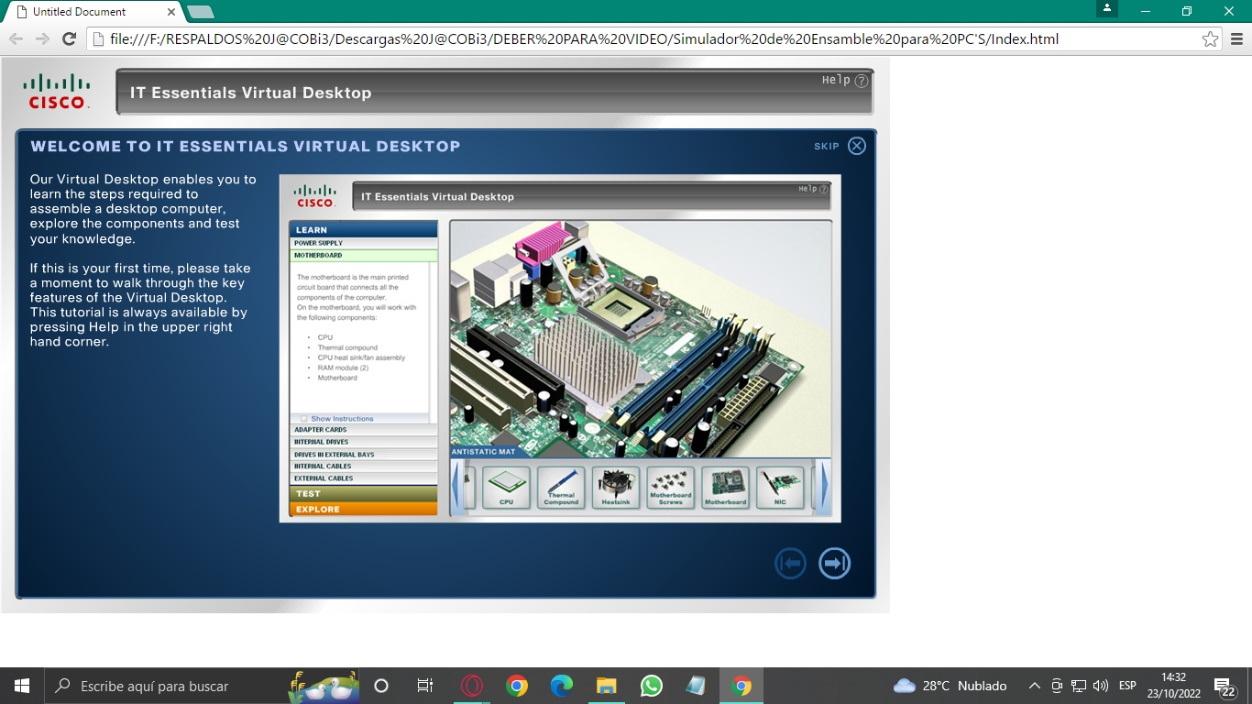 Untitled Document
file:///F:/RESPALDOS%20J@COBi3/Descargas%20J@COBi3/DEBER%20PARA%20VIDEO/Simulador%20de%20Ensamble%20para%20PC'S/Index.html
CISCO.
IT Essentials Virtual Desktop
Help ?
WELCOME TO IT ESSENTIALS VIRTUAL DESKTOP
SKIP
Our Virtual Desktop enables you to
learn the steps required to
assemble a desktop computer,
explore the components and test
your knowledge.
If this is your first time, please take
a moment to walk through the key
features of the Virtual Desktop.
This tutorial is always available by
pressing Help in the upper right
hand corner.
CISCO.
IT Essentials Virtual Desktop
Help ?
LEARN
POWER SUPPLY
MOTHERBOARD
The motherboard is the main printed
circuit board that connects all the
components of the computer.
On the motherboard, you will work with
the following components:
• CPU
• Thermal compound
• CPU heat sink/fan assembly
• RAM module (2)
• Motherboard
Show Instructions
ADAPTER CARDS
INTERNAL DRIVES
DRIVES IN EXTERNAL BAYS
INTERNAL CABLES
EXTERNAL CABLES
TEST
EXPLORE
ANTISTATIC MAT
CPU
Thermal
Compound
Heatsink
Motherboard
Screws
Motherboard
NIC
Escribe aquí para buscar
28°C Nublado
ESP
14:32
23/10/2022
22